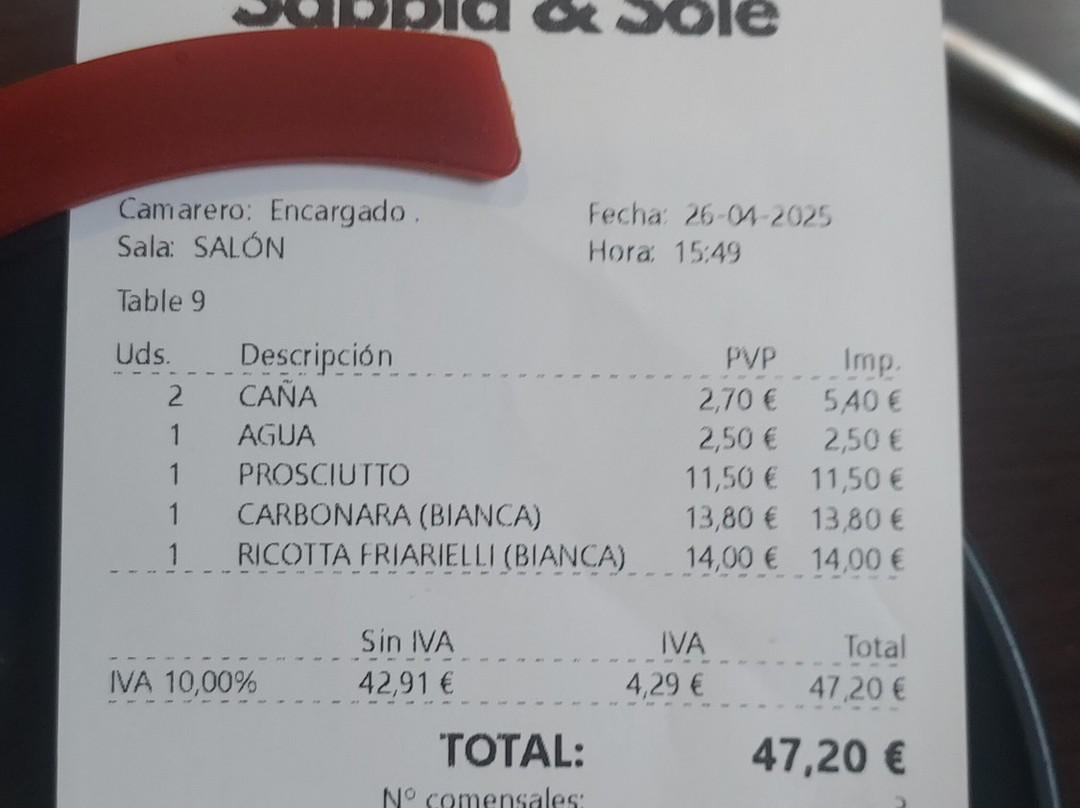 Sabbia & Sole
Camarero: Encargado .
Fecha: 26-04-2025
Sala: SALÓN
Hora: 15:49
Table 9
Uds. Descripción PVP Imp.
2 CAÑA 2,70 € 5,40 €
1 AGUA 2,50 € 2,50 €
1 PROSCIUTTO 11,50 € 11,50 €
1 CARBONARA (BIANCA) 13,80 € 13,80 €
1 RICOTTA FRIARIELLI (BIANCA) 14,00 € 14,00 €
Sin IVA IVA Total
IVA 10,00% 42,91 € 4,29 € 47,20 €
TOTAL: 47,20 €
Nº comensales: